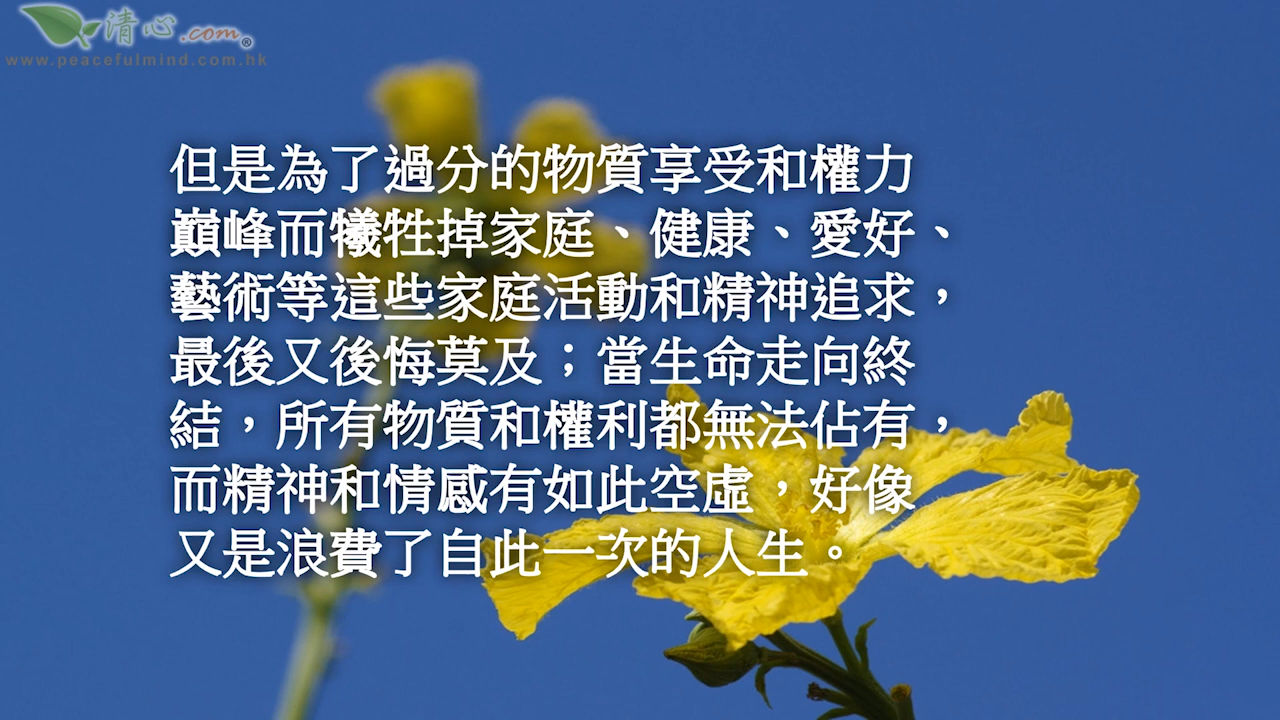 清心.com®
www.peacefulmind.com.hk
但是為了過分的物質享受和權力
巔峰而犧牲掉家庭、健康、愛好、
藝術等這些家庭活動和精神追求，
最後又後悔莫及；當生命走向終
結，所有物質和權利都無法佔有，
而精神和情感有如此空虛，好像
又是浪費了自此一次的人生。